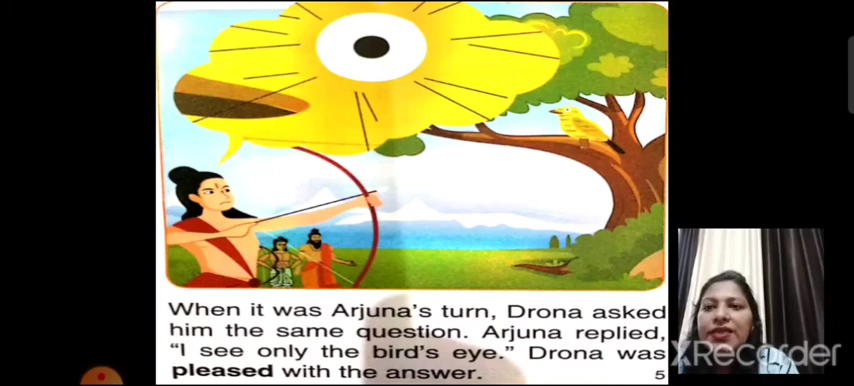 When it was Arjuna's turn, Drona asked
him the same question. Arjuna replied,
"I see only the bird's eye." Drona was
pleased with the answer.
5
XRecorder